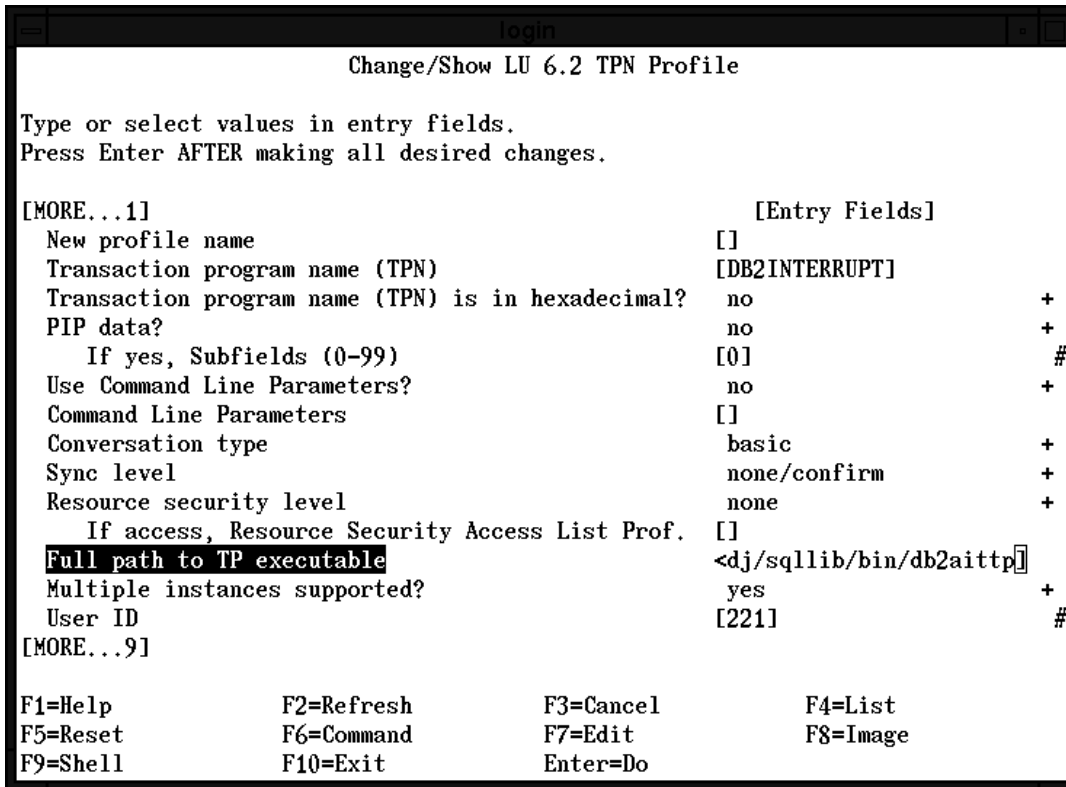 login
Change/Show LU 6.2 TPN Profile
Type or select values in entry fields.
Press Enter AFTER making all desired changes.
[MORE...1] [Entry Fields]
New profile name []
Transaction program name (TPN) [DB2INTERRUPT]
Transaction program name (TPN) is in hexadecimal? no +
PIP data? no +
If yes, Subfields (0-99) [0] #
Use Command Line Parameters? no +
Command Line Parameters []
Conversation type basic +
Sync level none/confirm +
Resource security level none +
If access, Resource Security Access List Prof. []
Full path to TP executable <dj/sqllib/bin/db2aittp]
Multiple instances supported? yes +
User ID [221] #
[MORE...9]
F1=Help F2=Refresh F3=Cancel F4=List
F5=Reset F6=Command F7=Edit F8=Image
F9=Shell F10=Exit Enter=Do